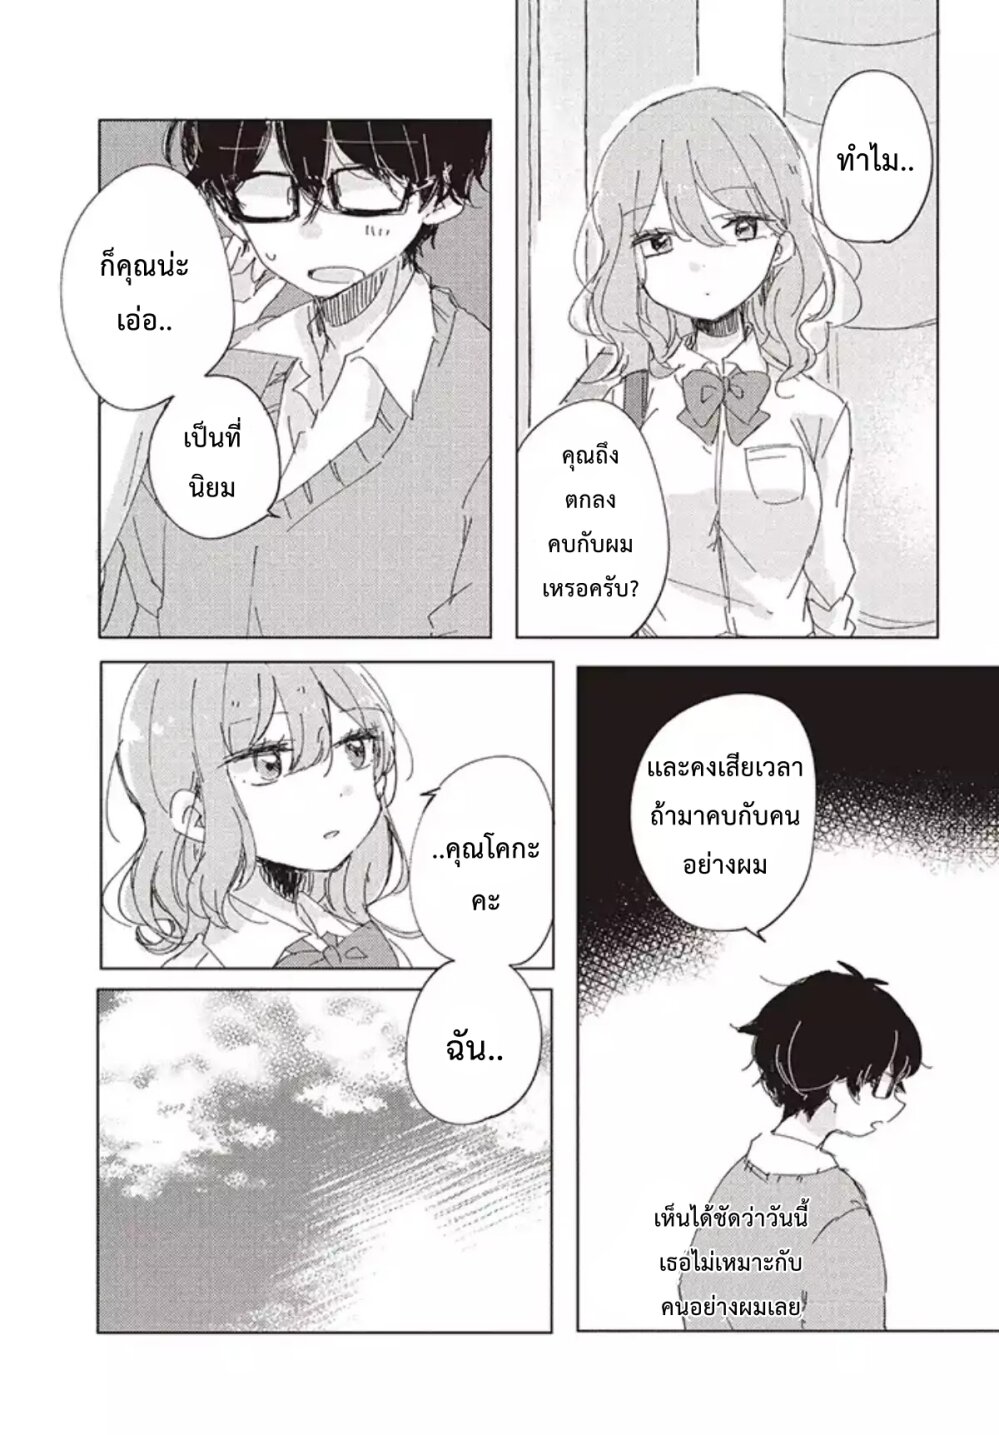 ทำไม..
คุณถึง
ตกลง
คบกับผม
เหรอครับ?
ก็คุณน่ะ
เอ่อ..
เป็นที่
นิยม
และคงเสียเวลา
ถ้ามาคบกับคน
อย่างผม
เห็นได้ชัดว่าวันนี้
เธอไม่เหมาะกับ
คนอย่างผมเลย
..คุณโคกะ
คะ
ฉัน..